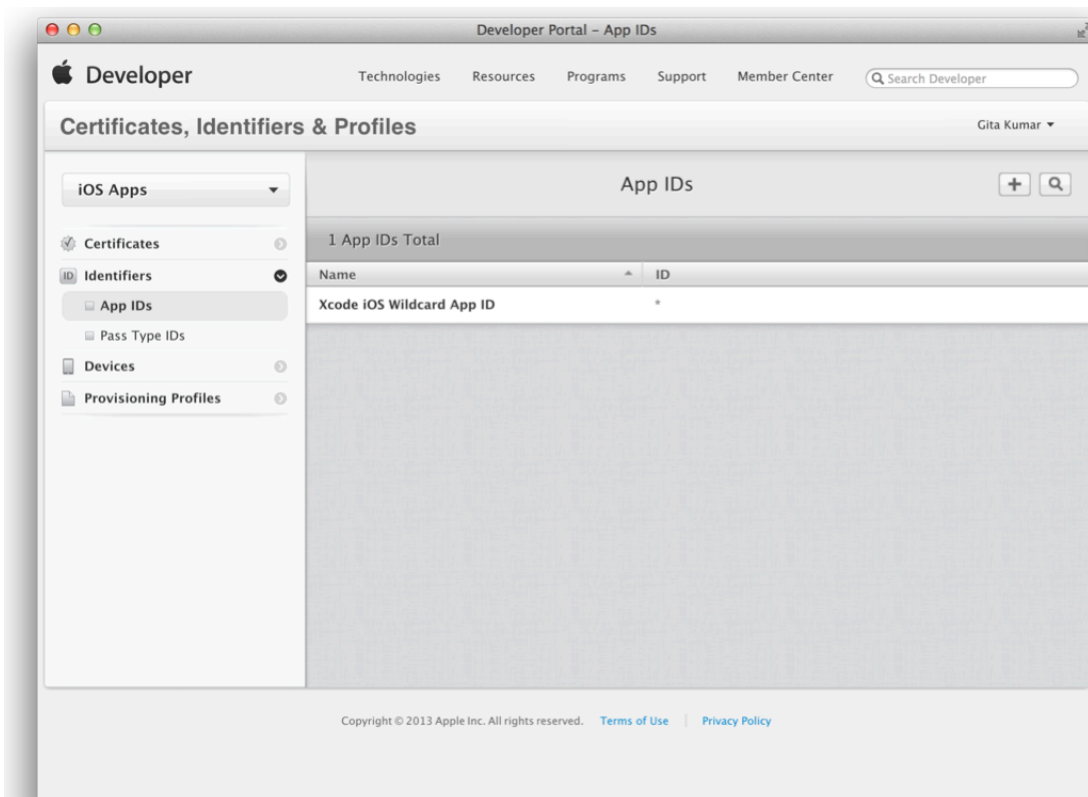 Developer Portal – App IDs
Developer
Technologies Resources Programs Support Member Center Search Developer
Certificates, Identifiers & Profiles
Gita Kumar
iOS Apps
App IDs
1 App IDs Total
Certificates
ID Identifiers
App IDs
Pass Type IDs
Devices
Provisioning Profiles
Name ID
Xcode iOS Wildcard App ID *
Copyright © 2013 Apple Inc. All rights reserved. Terms of Use | Privacy Policy